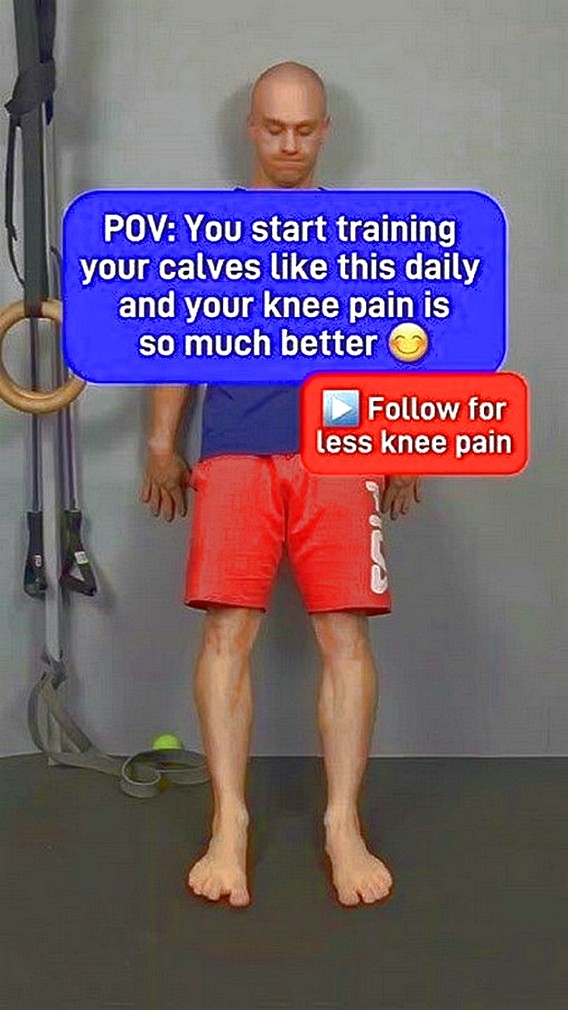 POV: You start training
your calves like this daily
and your knee pain is
so much better 😊
▶️ Follow for
less knee pain